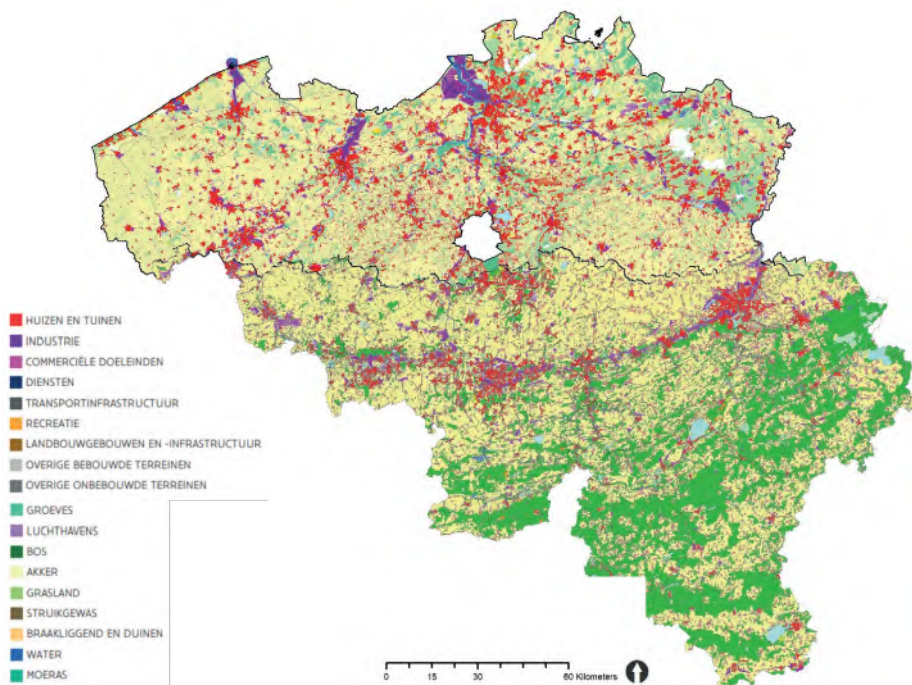 HUIZEN EN TUINEN
INDUSTRIE
COMMERCIËLE DOELEINDEN
DIENSTEN
TRANSPORTINFRASTRUCTUUR
RECREATIE
LANDBOUWGEBOUWEN EN -INFRASTRUCTUUR
OVERIGE BEBOUWDE TERREINEN
OVERIGE ONBEBOUWDE TERREINEN
GROEVES
LUCHTHAVENS
BOS
AKKER
GRASLAND
STRUIKGEWAS
BRAAKLIGGEND EN DUINEN
WATER
MOERAS
0 15 30 60 Kilometers